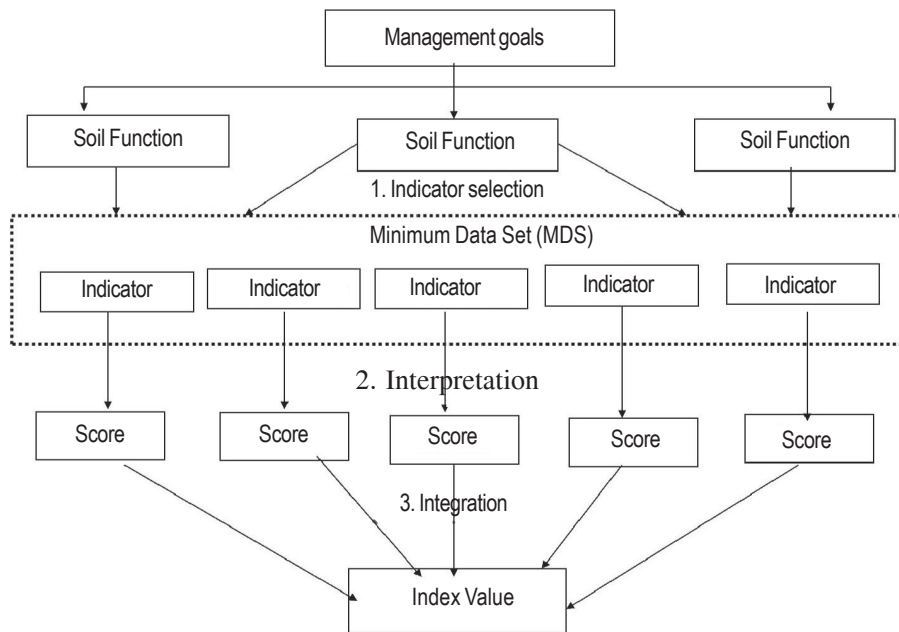 Management goals
Soil Function
Soil Function
Soil Function
1. Indicator selection
Minimum Data Set (MDS)
Indicator
Indicator
Indicator
Indicator
Indicator
2. Interpretation
Score
Score
Score
Score
Score
3. Integration
Index Value